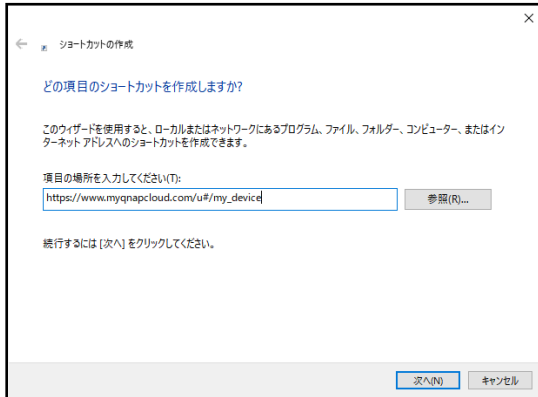 ショートカットの作成
どの項目のショートカットを作成しますか?
このウィザードを使用すると、ローカルまたはネットワークにあるプログラム、ファイル、フォルダー、コンピューター、またはイン
ターネット アドレスへのショートカットを作成できます。
項目の場所を入力してください(T):
https://www.myqnapcloud.com/u#/my_device
参照(R)...
続行するには [次へ] をクリックしてください。
次へ(N)
キャンセル